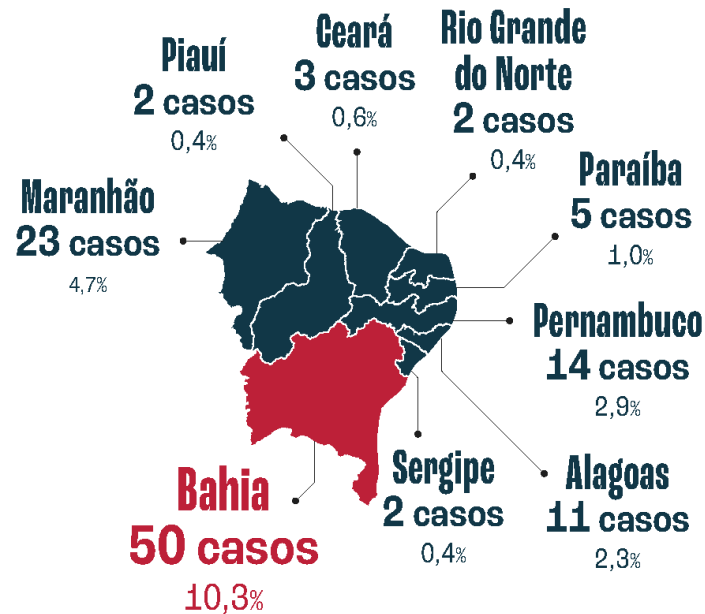 Piauí
2 casos
0,4%
Ceará
3 casos
0,6%
Rio Grande
do Norte
2 casos
0,4%
Maranhão
23 casos
4,7%
Paraíba
5 casos
1,0%
Pernambuco
14 casos
2,9%
Bahia
50 casos
10,3%
Sergipe
2 casos
0,4%
Alagoas
11 casos
2,3%